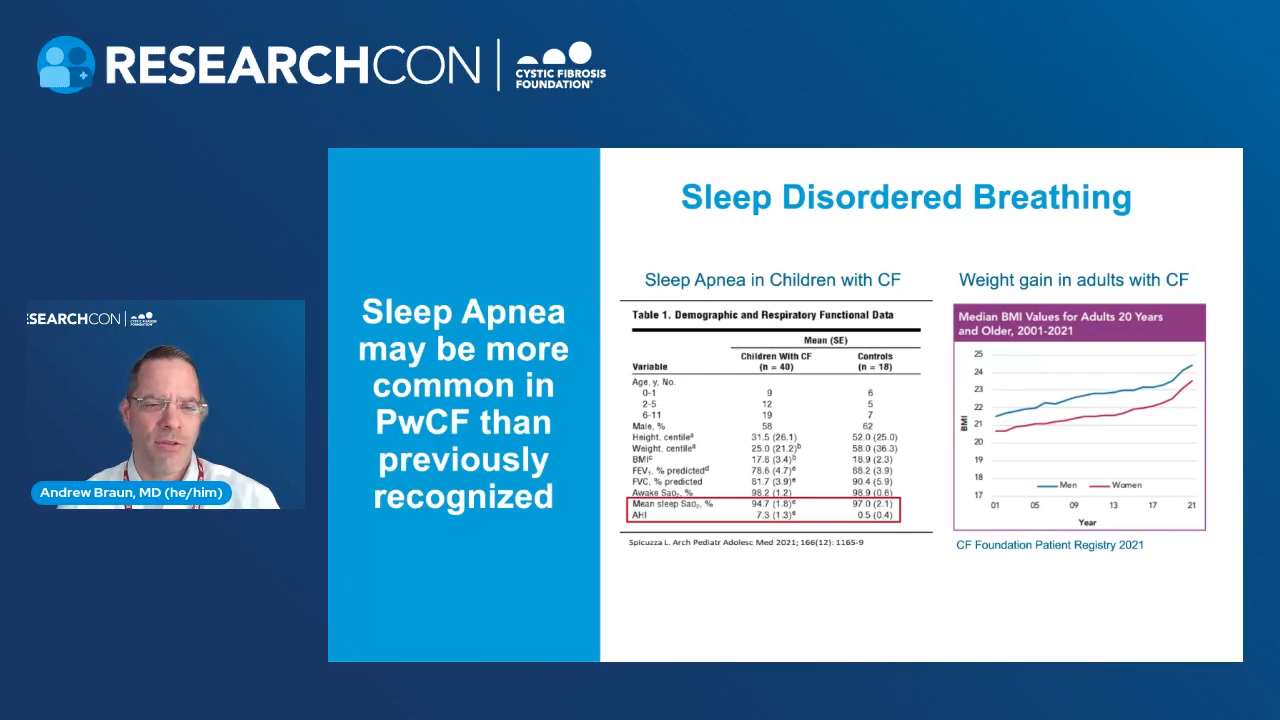 RESEARCHCON
CYSTIC FIBROSIS
FOUNDATION®
Sleep Disordered Breathing
Sleep Apnea
may be more
common in
PwCF than
previously
recognized
Sleep Apnea in Children with CF
Table 1. Demographic and Respiratory Functional Data
Mean (SE)
Variable Children With CF (n = 40) Controls (n = 18)
Age, y, No.
0-1 9 6
2-5 12 5
6-11 19 7
Male, % 58 62
Height, centileᵃ 31.5 (26.1) 52.0 (25.0)
Weight, centileᵃ 25.0 (21.2)ᵇ 58.0 (36.3)
BMIᶜ 17.8 (3.4)ᵇ 18.9 (2.3)
FEV₁, % predictedᵈ 78.6 (4.7)ᵉ 88.2 (3.9)
FVC, % predicted 81.7 (3.9)ᵉ 90.4 (5.9)
Awake Sao₂, % 98.2 (1.2) 98.9 (0.6)
Mean sleep Sao₂, % 94.7 (1.8)ᵉ 97.0 (2.1)
AHI 7.3 (1.3)ᵉ 0.5 (0.4)
Spicuzza L. Arch Pediatr Adolesc Med 2021; 166(12): 1165-9
Weight gain in adults with CF
Median BMI Values for Adults 20 Years
and Older, 2001-2021
25
24
23
22
21
20
19
18
17
BMI
Men Women
01 05 09 13 17 21
Year
CF Foundation Patient Registry 2021
ESEARCHCON
Andrew Braun, MD (he/him)